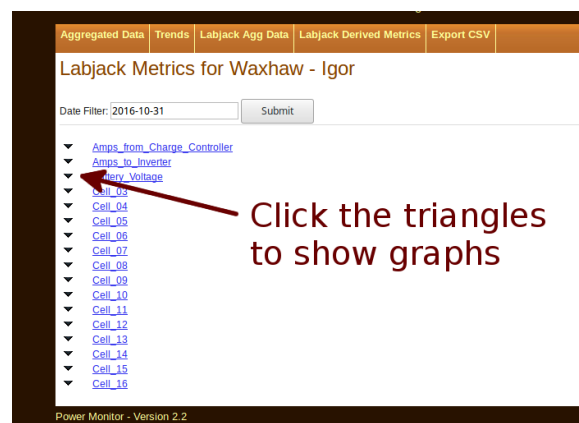 Aggregated Data Trends Labjack Agg Data Labjack Derived Metrics Export CSV
Labjack Metrics for Waxhaw - Igor
Date Filter: 2016-10-31 Submit
Amps_from_Charge_Controller
Amps_to_Inverter
Battery_Voltage
Cell_03
Cell_04
Cell_05
Cell_06
Cell_07
Cell_08
Cell_09
Cell_10
Cell_11
Cell_12
Cell_13
Cell_14
Cell_15
Cell_16
Click the triangles
to show graphs
Power Monitor - Version 2.2